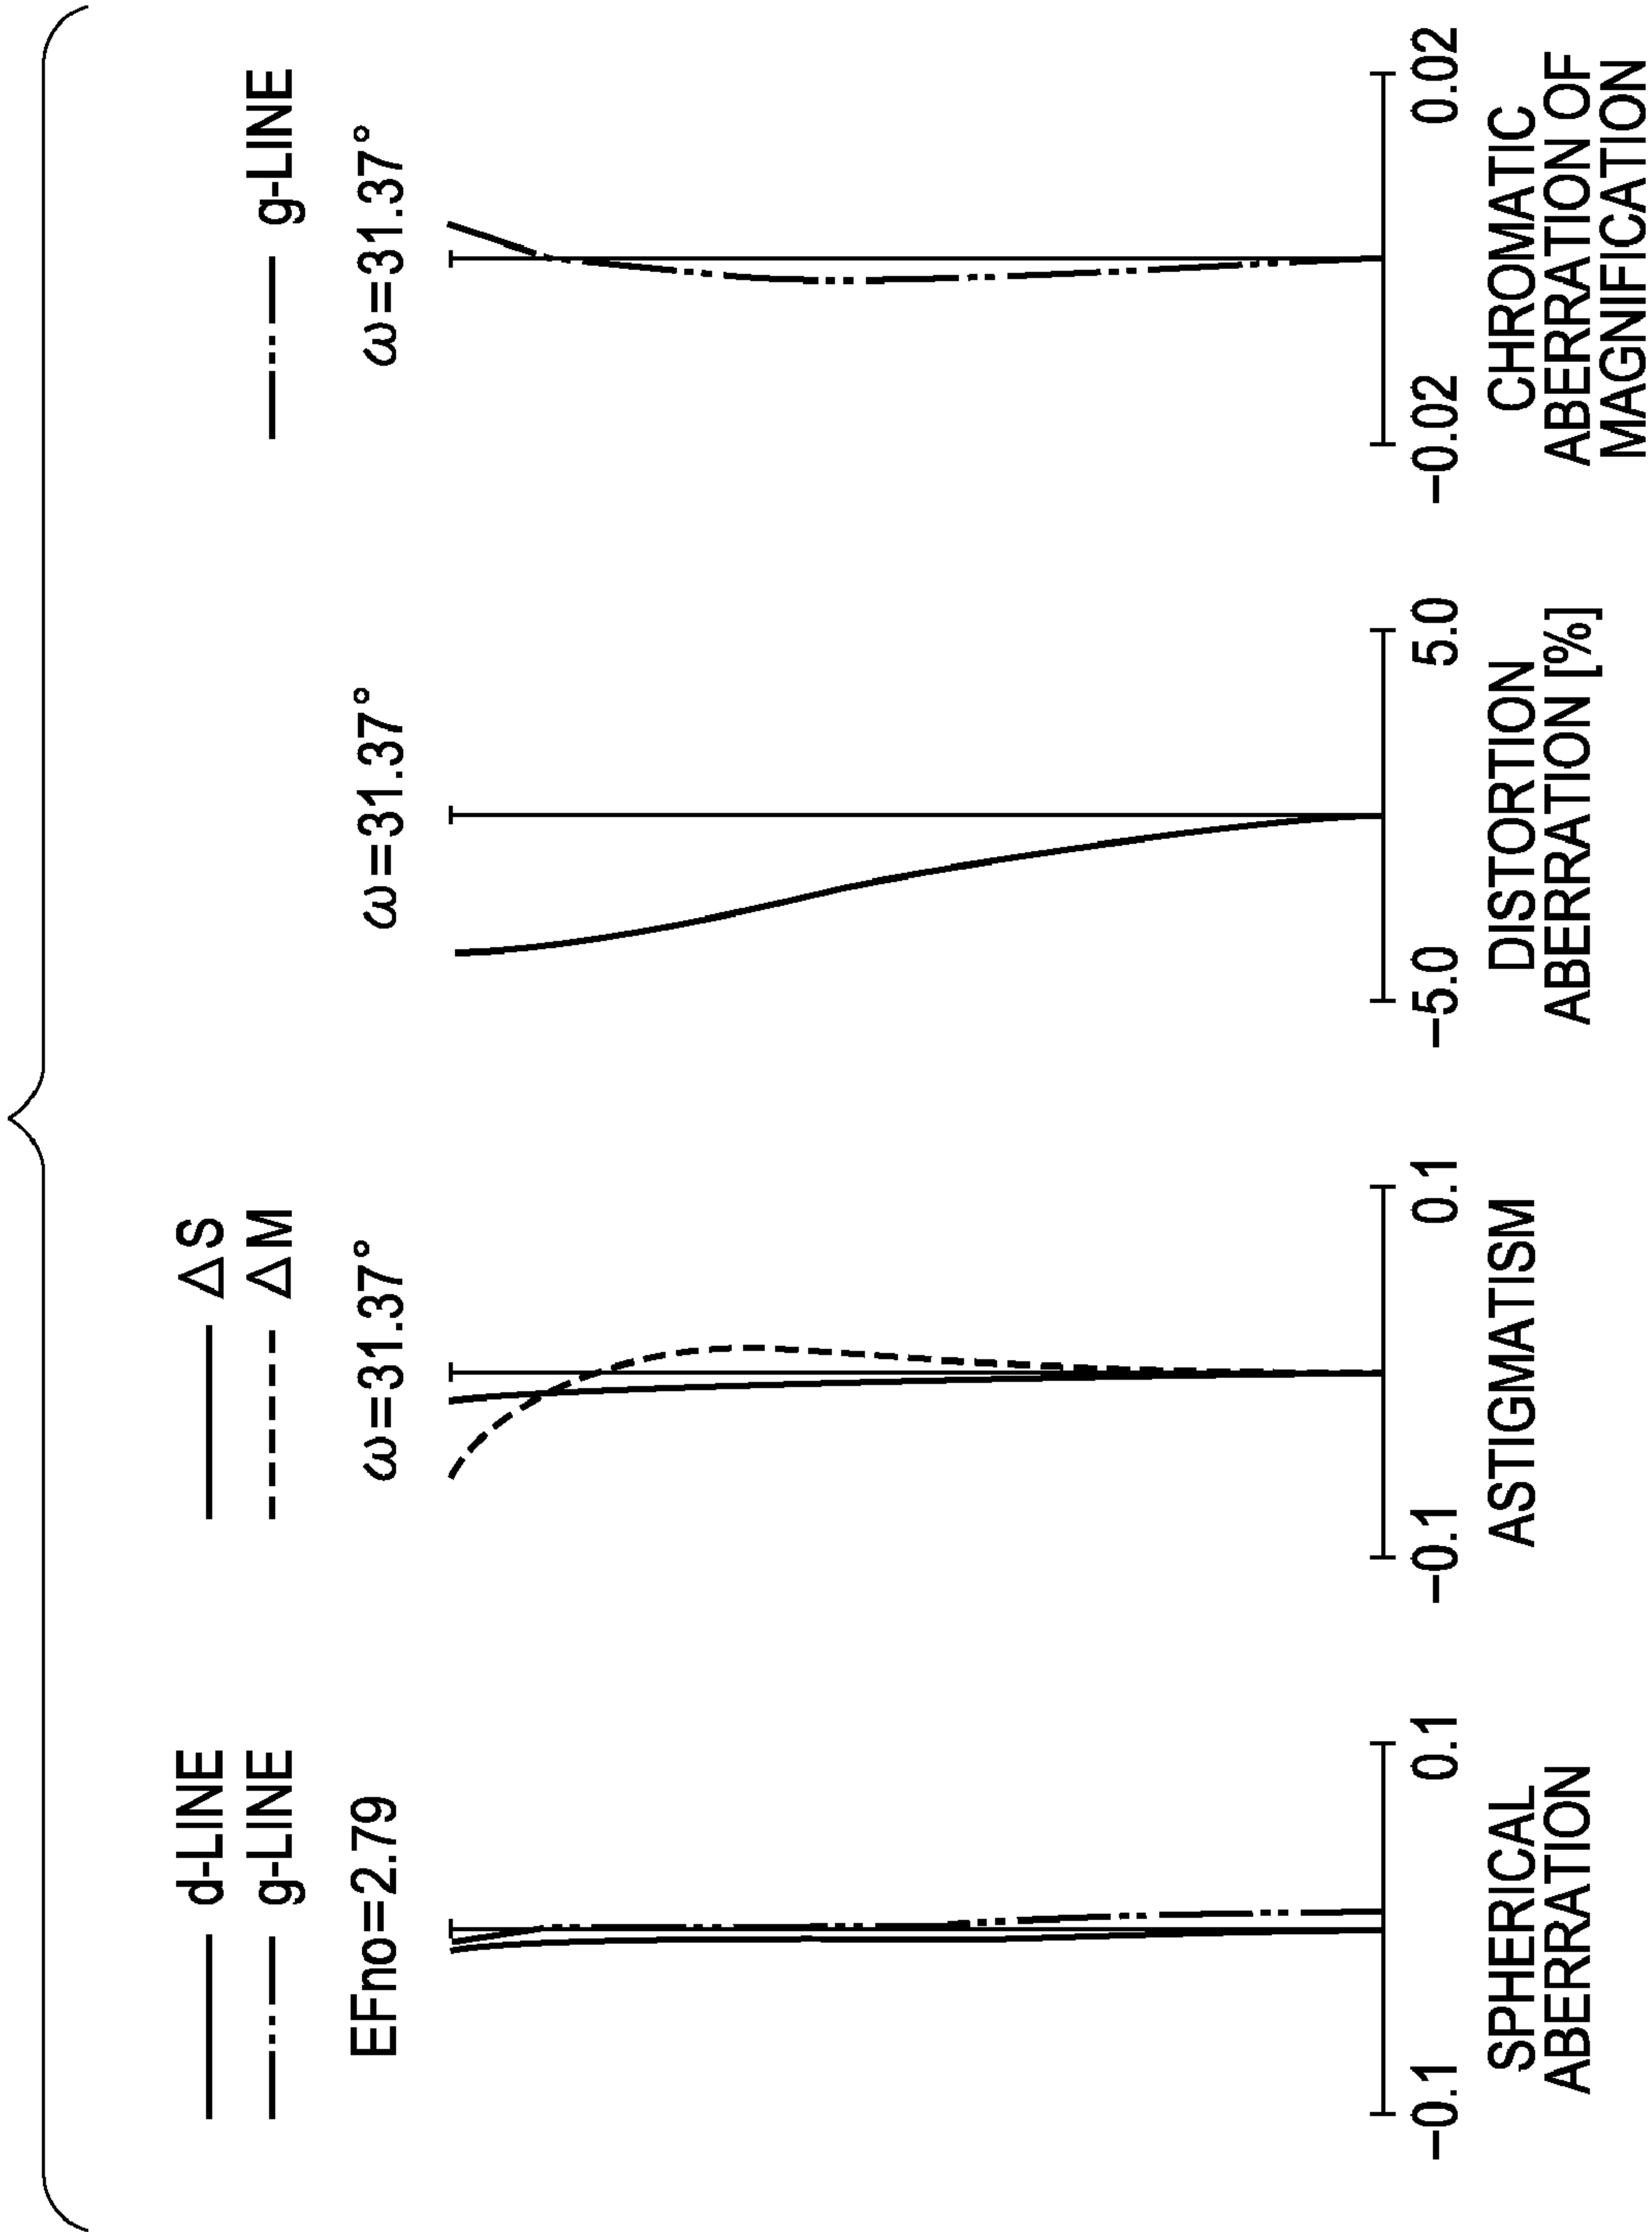 d-LINE
g-LINE
EFno=2.79
−0.1
0.1
SPHERICAL
ABERRATION
ΔS
ΔM
ω=31.37°
−0.1
0.1
ASTIGMATISM
ω=31.37°
−5.0
5.0
DISTORTION
ABERRATION [%]
g-LINE
ω=31.37°
−0.02
0.02
CHROMATIC
ABERRATION OF
MAGNIFICATION